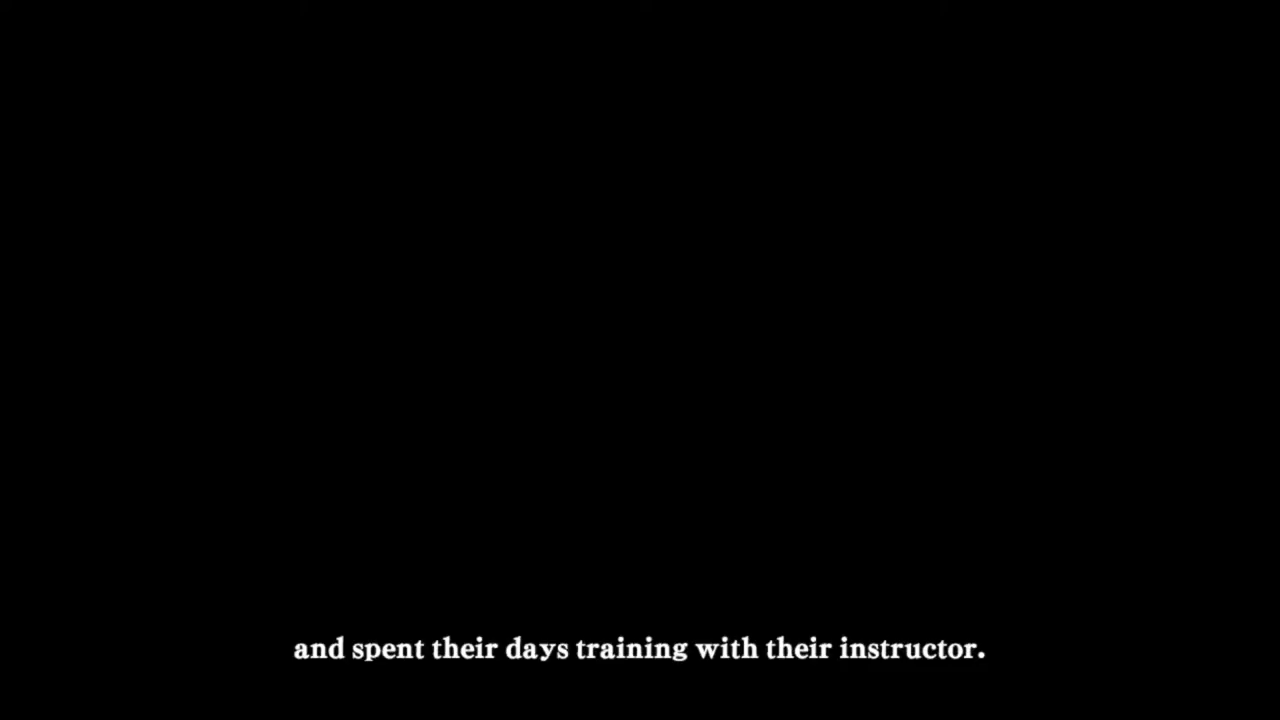 and spent their days training with their instructor.